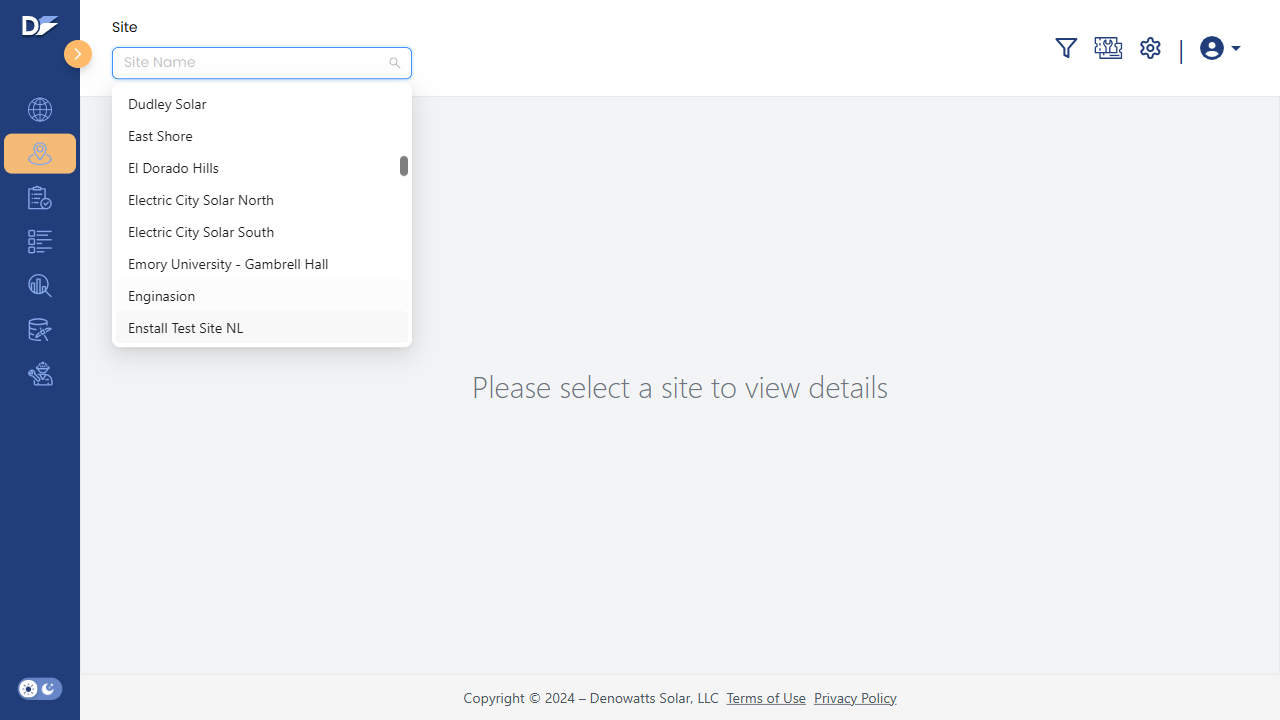 Site
Site Name
Dudley Solar
East Shore
El Dorado Hills
Electric City Solar North
Electric City Solar South
Emory University - Gambrell Hall
Enginasion
Enstall Test Site NL
Please select a site to view details
Copyright © 2024 – Denowatts Solar, LLC Terms of Use Privacy Policy